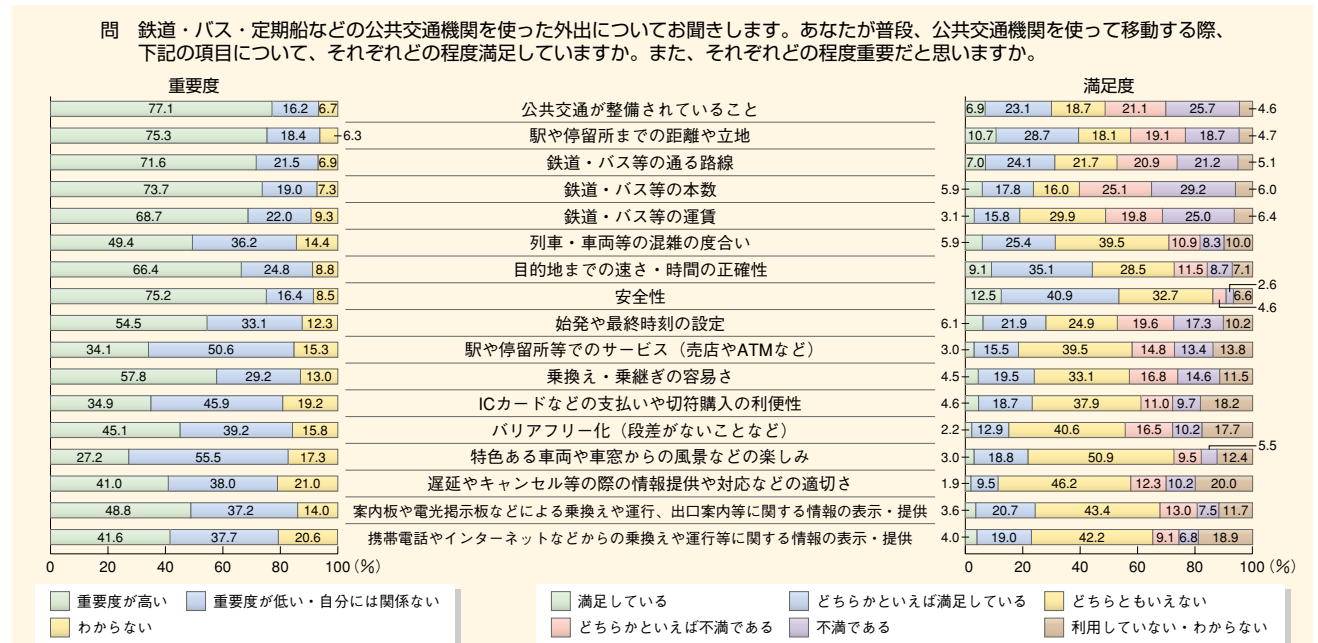 問 鉄道・バス・定期船などの公共交通機関を使った外出についてお聞きします。あなたが普段、公共交通機関を使って移動する際、
下記の項目について、それぞれどの程度満足していますか。また、それぞれどの程度重要だと思いますか。
重要度 満足度
77.1 16.2 6.7 公共交通が整備されていること 6.9 23.1 18.7 21.1 25.7 4.6
75.3 18.4 6.3 駅や停留所までの距離や立地 10.7 28.7 18.1 19.1 18.7 4.7
71.6 21.5 6.9 鉄道・バス等の通る路線 7.0 24.1 21.7 20.9 21.2 5.1
73.7 19.0 7.3 鉄道・バス等の本数 5.9 17.8 16.0 25.1 29.2 6.0
68.7 22.0 9.3 鉄道・バス等の運賃 3.1 15.8 29.9 19.8 25.0 6.4
49.4 36.2 14.4 列車・車両等の混雑の度合い 5.9 25.4 39.5 10.9 8.3 10.0
66.4 24.8 8.8 目的地までの速さ・時間の正確性 9.1 35.1 28.5 11.5 8.7 7.1
75.2 16.4 8.5 安全性 12.5 40.9 32.7 4.6 2.6 6.6
54.5 33.1 12.3 始発や最終時刻の設定 6.1 21.9 24.9 19.6 17.3 10.2
34.1 50.6 15.3 駅や停留所等でのサービス（売店やATMなど） 3.0 15.5 39.5 14.8 13.4 13.8
57.8 29.2 13.0 乗換え・乗継ぎの容易さ 4.5 19.5 33.1 16.8 14.6 11.5
34.9 45.9 19.2 ICカードなどの支払いや切符購入の利便性 4.6 18.7 37.9 11.0 9.7 18.2
45.1 39.2 15.8 バリアフリー化（段差がないことなど） 2.2 12.9 40.6 16.5 10.2 17.7
27.2 55.5 17.3 特色ある車両や車窓からの風景などの楽しみ 3.0 18.8 50.9 9.5 5.5 12.4
41.0 38.0 21.0 遅延やキャンセル等の際の情報提供や対応などの適切さ 1.9 9.5 46.2 12.3 10.2 20.0
48.8 37.2 14.0 案内板や電光掲示板などによる乗換えや運行、出口案内等に関する情報の表示・提供 3.6 20.7 43.4 13.0 7.5 11.7
41.6 37.7 20.6 携帯電話やインターネットなどからの乗換えや運行等に関する情報の表示・提供 4.0 19.0 42.2 9.1 6.8 18.9
0 20 40 60 80 100 (％) 0 20 40 60 80 100 (％)
重要度が高い 重要度が低い・自分には関係ない
わからない
満足している どちらかといえば満足している どちらともいえない
どちらかといえば不満である 不満である 利用していない・わからない